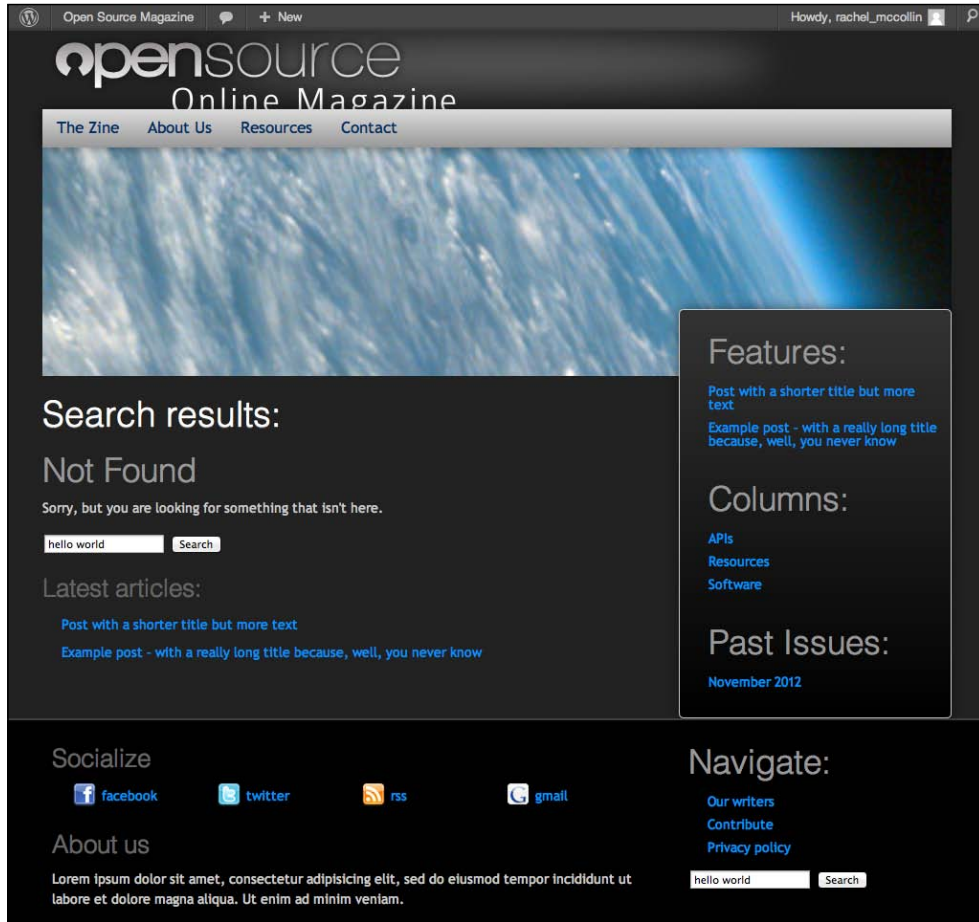 Open Source Magazine + New Howdy, rachel_mccollin
opensource
Online Magazine
The Zine About Us Resources Contact
Search results:
Not Found
Sorry, but you are looking for something that isn't here.
hello world Search
Latest articles:
Post with a shorter title but more text
Example post - with a really long title because, well, you never know
Features:
Post with a shorter title but more
text
Example post - with a really long title
because, well, you never know
Columns:
APIs
Resources
Software
Past Issues:
November 2012
Socialize
facebook twitter rss gmail
About us
Lorem ipsum dolor sit amet, consectetur adipisicing elit, sed do eiusmod tempor incididunt ut
labore et dolore magna aliqua. Ut enim ad minim veniam.
Navigate:
Our writers
Contribute
Privacy policy
hello world Search